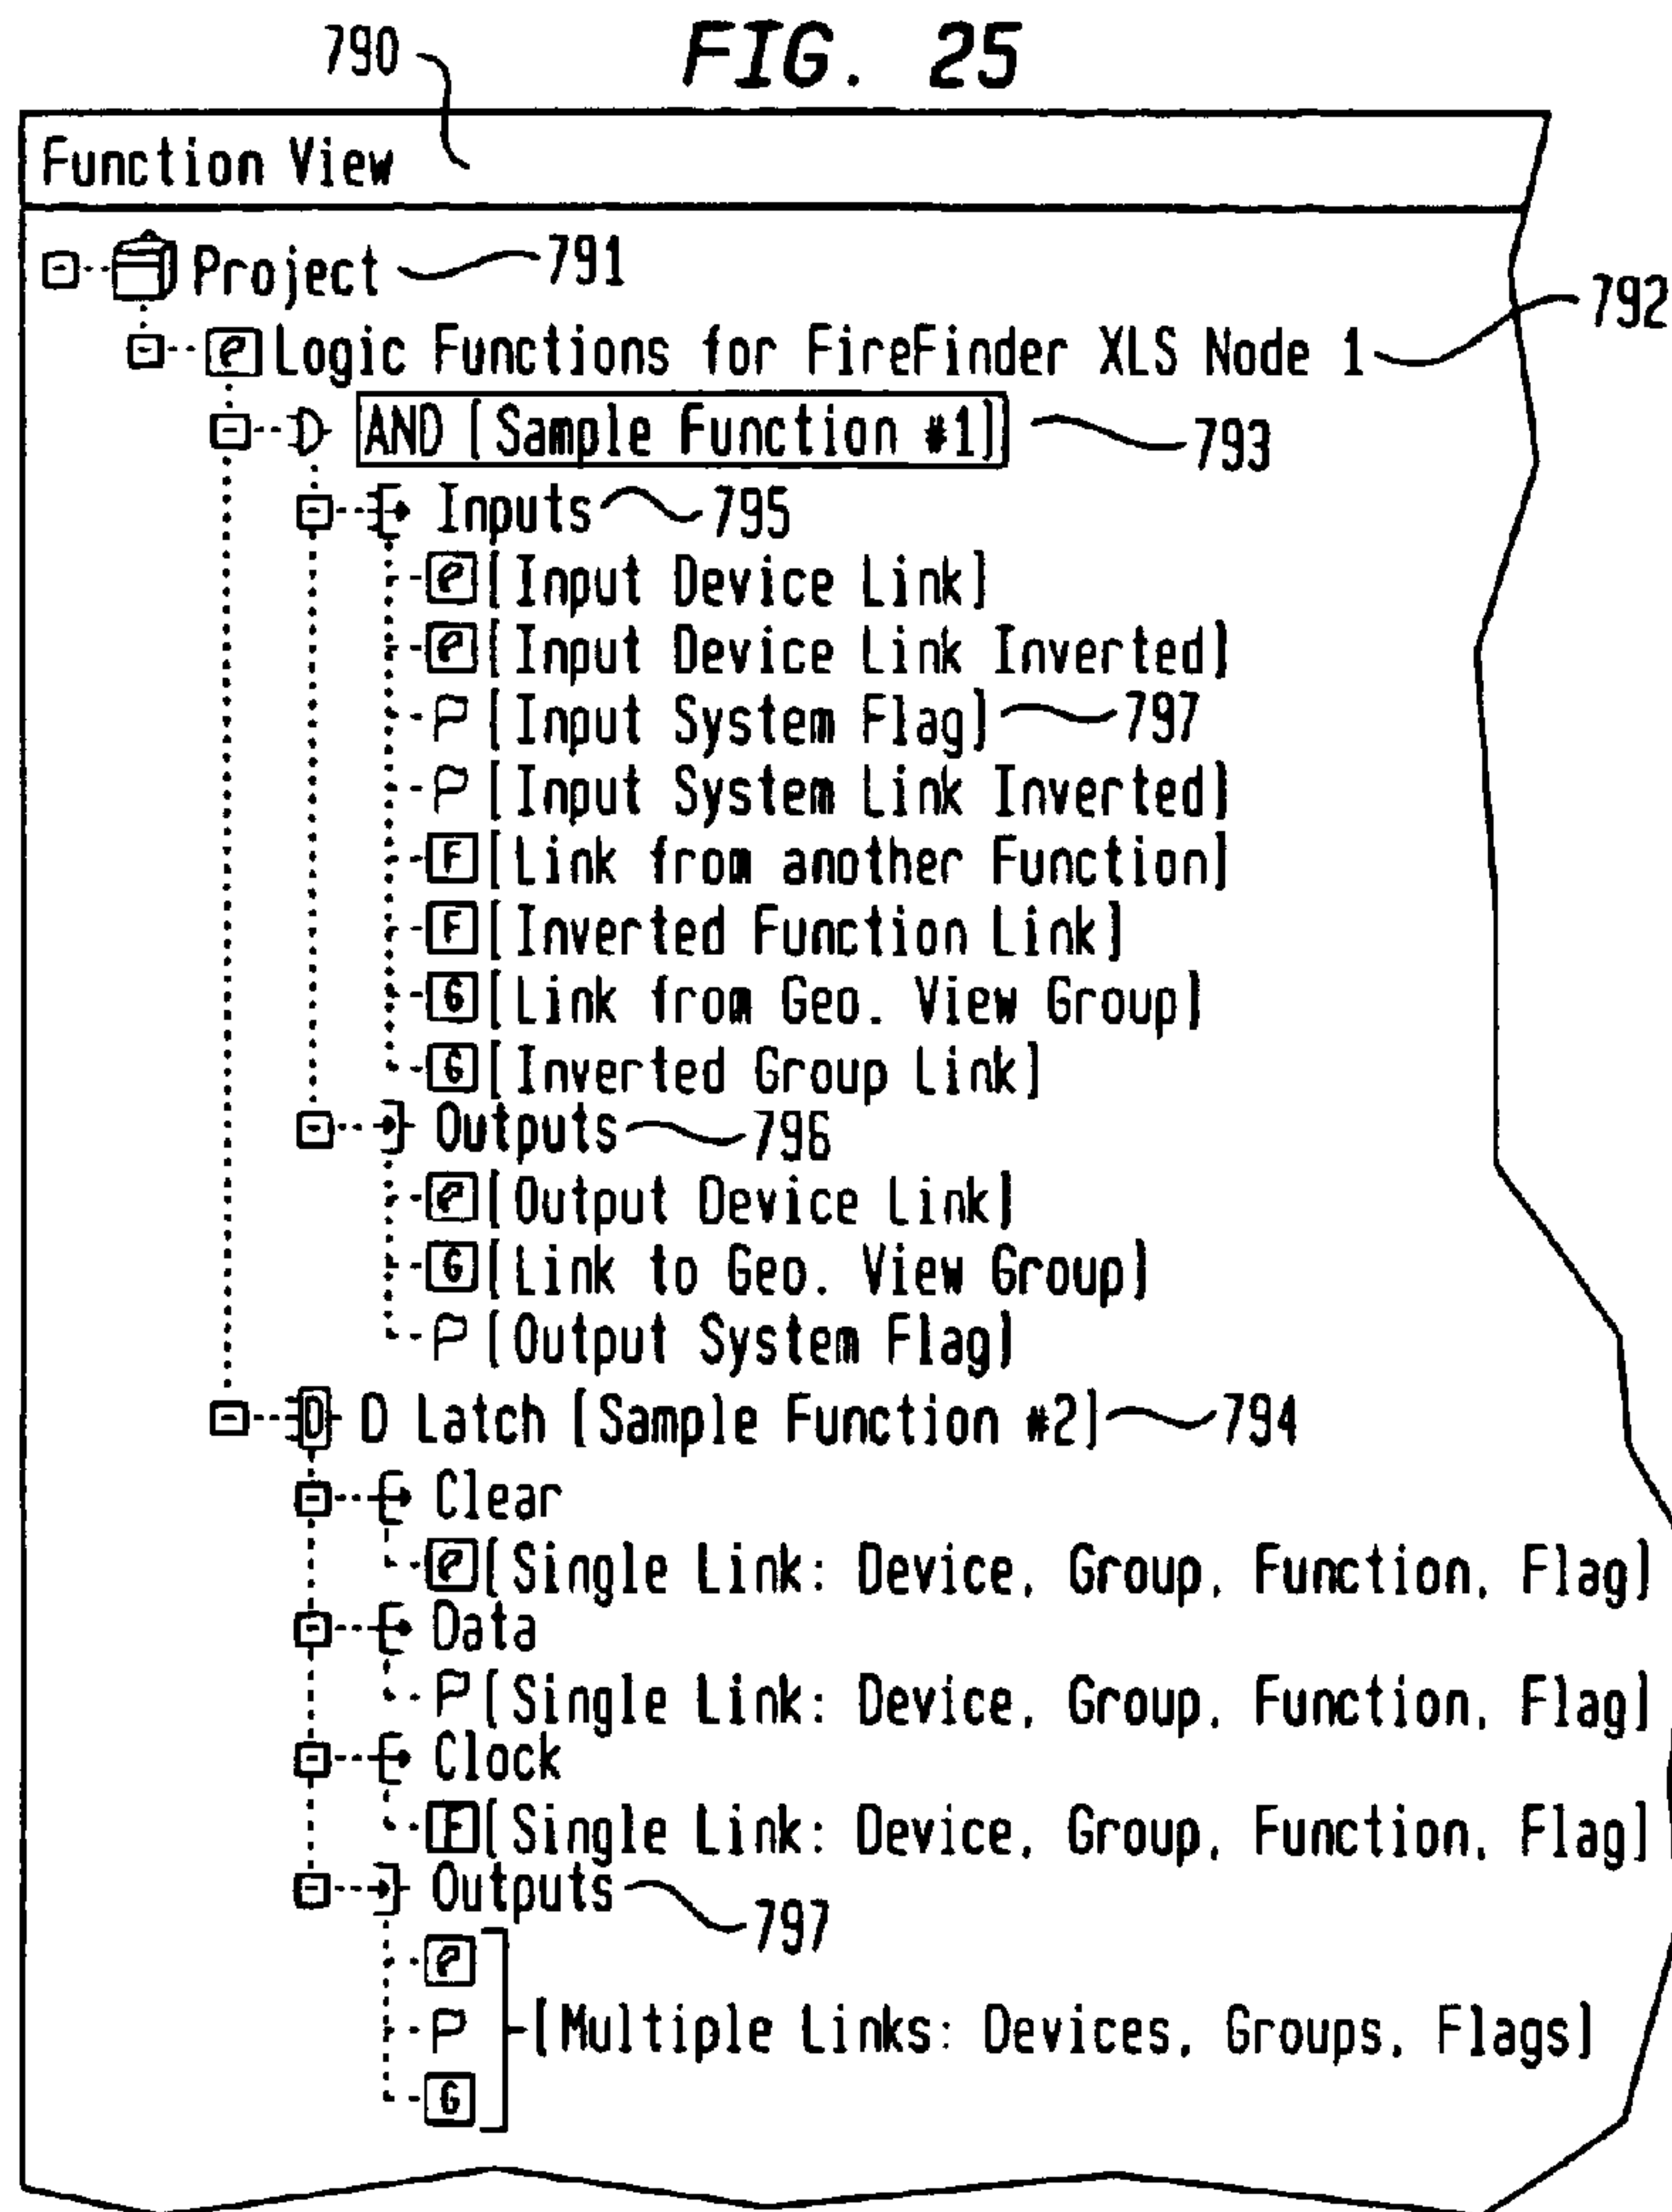 FIG. 25
790
Function View
Project 791
792
Logic Functions for FireFinder XLS Node 1
AND [Sample Function #1] 793
Inputs 795
[Input Device Link]
[Input Device Link Inverted]
[Input System Flag] 797
[Input System Link Inverted]
F [Link from another Function]
F [Inverted Function Link]
G [Link from Geo. View Group]
G [Inverted Group Link]
Outputs 796
[Output Device Link]
G [Link to Geo. View Group]
[Output System Flag]
D D Latch [Sample Function #2] 794
Clear
[Single Link: Device, Group, Function, Flag]
Data
[Single Link: Device, Group, Function, Flag]
Clock
F [Single Link: Device, Group, Function, Flag]
Outputs 797
[Multiple Links: Devices, Groups, Flags]
G